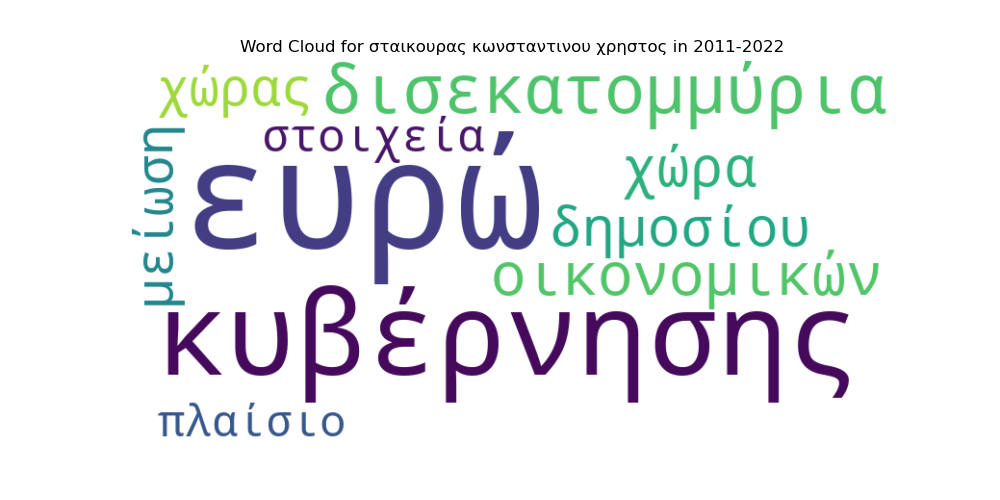 Word Cloud for σταικουρας κωνσταντινου χρηστος in 2011-2022
χώρας
δισεκατομμύρια
στοιχεία
ευρώ
χώρα
μείωση
δημοσίου
οικονομικών
κυβέρνησης
πλαίσιο